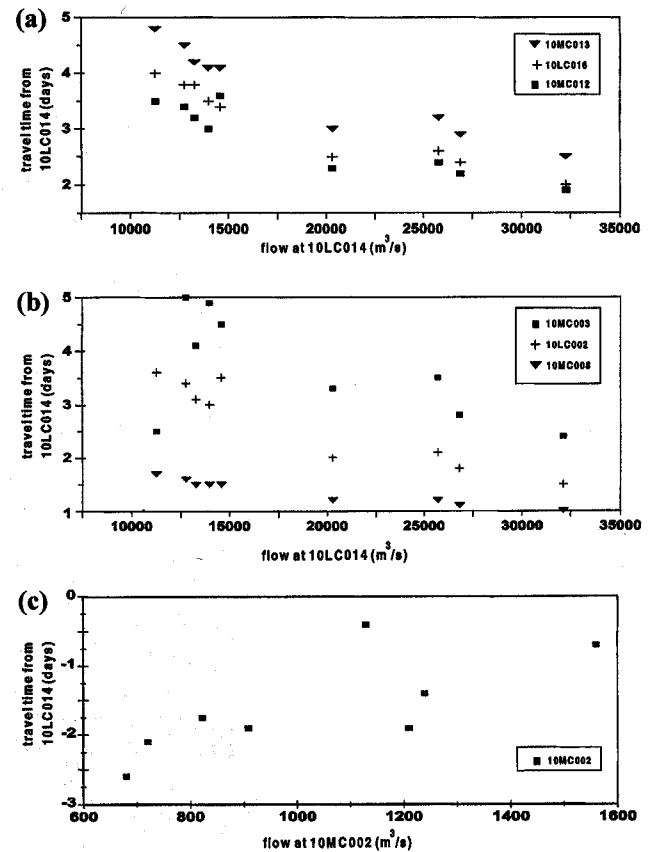 (a)
5
4
3
2
travel time from
10LC014 (days)
10MC013
10LC016
10MC012
10000 15000 20000 25000 30000 35000
flow at 10LC014 (m³/s)
(b)
5
4
3
2
1
travel time from
10LC014 (days)
10MC003
10LC002
10MC008
10000 15000 20000 25000 30000 35000
flow at 10LC014 (m³/s)
(c)
0
-1
-2
-3
travel time from
10LC014 (days)
10MC002
600 800 1000 1200 1400 1600
flow at 10MC002 (m³/s)